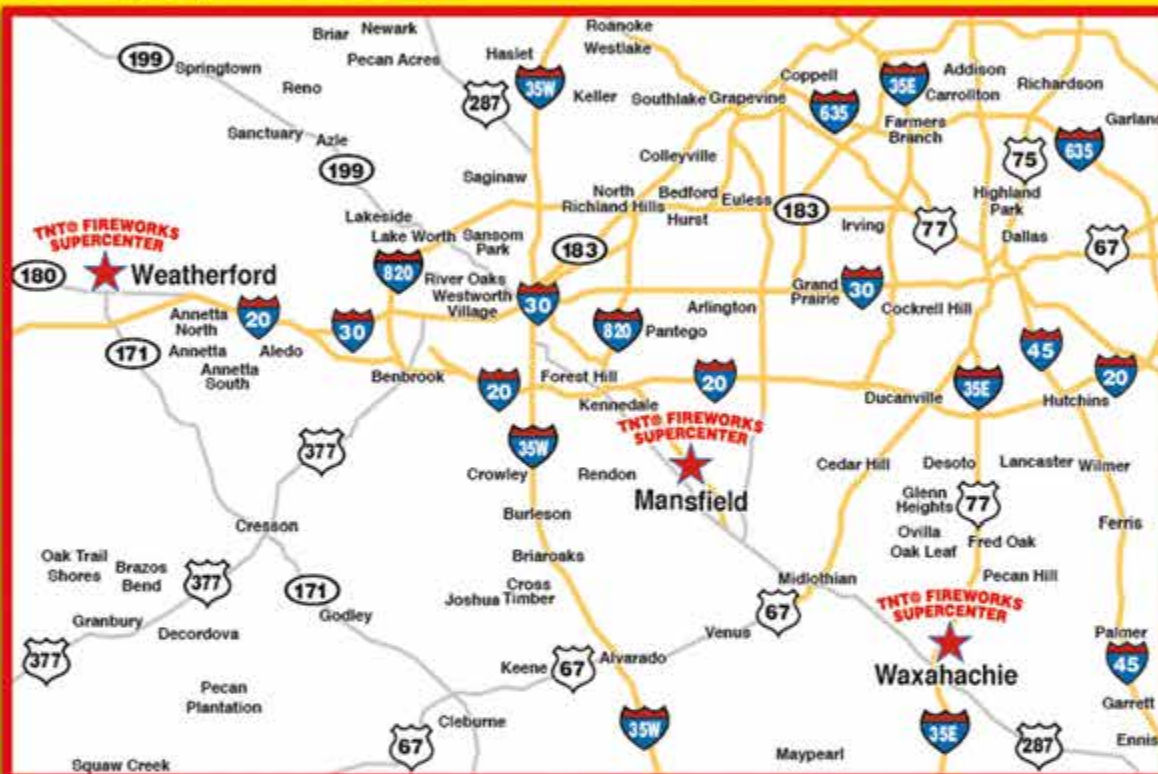 Roanoke
Briar
Newark
Westlake
199
Haslet
Pecan Acres
35W
Springtown
Coppell
35E
Addison
Richardson
Reno
287
Keller
Southlake
Grapevine
635
Carrollton
Farmers
Branch
Garland
Sanctuary
Azle
Colleyville
75
635
199
Saginaw
North
Richland Hills
Bedford
Euless
Hurst
183
Highland
Park
Lakeside
TNT® FIREWORKS
SUPERCENTER
Lake Worth
Sansom
Park
183
Irving
77
Dallas
67
180
Weatherford
820
River Oaks
Westworth
Village
30
Grand
Prairie
30
Arlington
Cockrell Hill
Annetta
North
20
30
820
Pantego
171
Annetta
Aledo
Annetta
South
45
Benbrook
20
Forest Hill
20
35E
20
Kennedale
Ducanville
Hutchins
TNT® FIREWORKS
SUPERCENTER
377
35W
Crowley
Rendon
Cedar Hill
Desoto
Lancaster
Wilmer
Mansfield
Glenn
Heights
77
Cresson
Burleson
Ferris
Ovilla
Oak Leaf
Fred Oak
Oak Trail
Shores
Brazos
Bend
377
Briaroaks
171
Cross
Timber
Joshua
Midlothian
Pecan Hill
TNT® FIREWORKS
SUPERCENTER
Granbury
Decordova
Godley
67
Venus
Palmer
377
Keene
67
Alvarado
Waxahachie
45
Pecan
Plantation
Garrett
67
Cleburne
35W
35E
287
Ennis
Maypearl
Squaw Creek